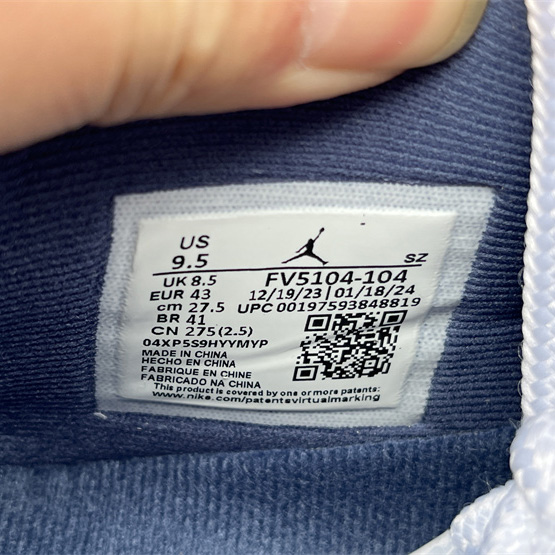 US
9.5
SZ
UK 8.5
FV5104-104
EUR 43
12/19/23 | 01/18/24
cm 27.5
UPC 00197593848819
BR 41
CN 275(2.5)
04XP5S9HYYMYP
MADE IN CHINA
HECHO EN CHINA
FABRIQUE EN CHINE
FABRICADO NA CHINA
This product is covered by one or more patents:
www.nike.com/patentsvirtualmarking